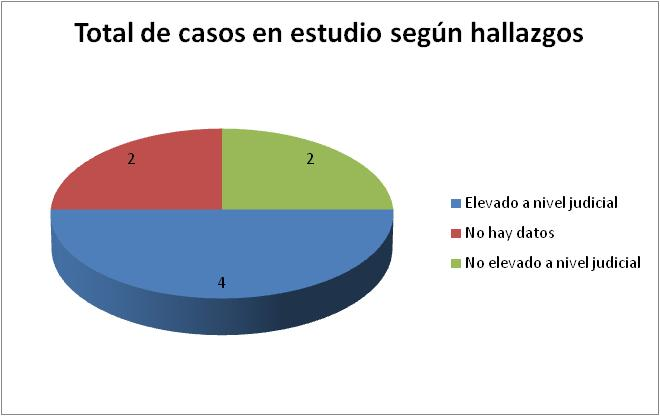 Total de casos en estudio según hallazgos
2
2
Elevado a nivel judicial
No hay datos
No elevado a nivel judicial
4